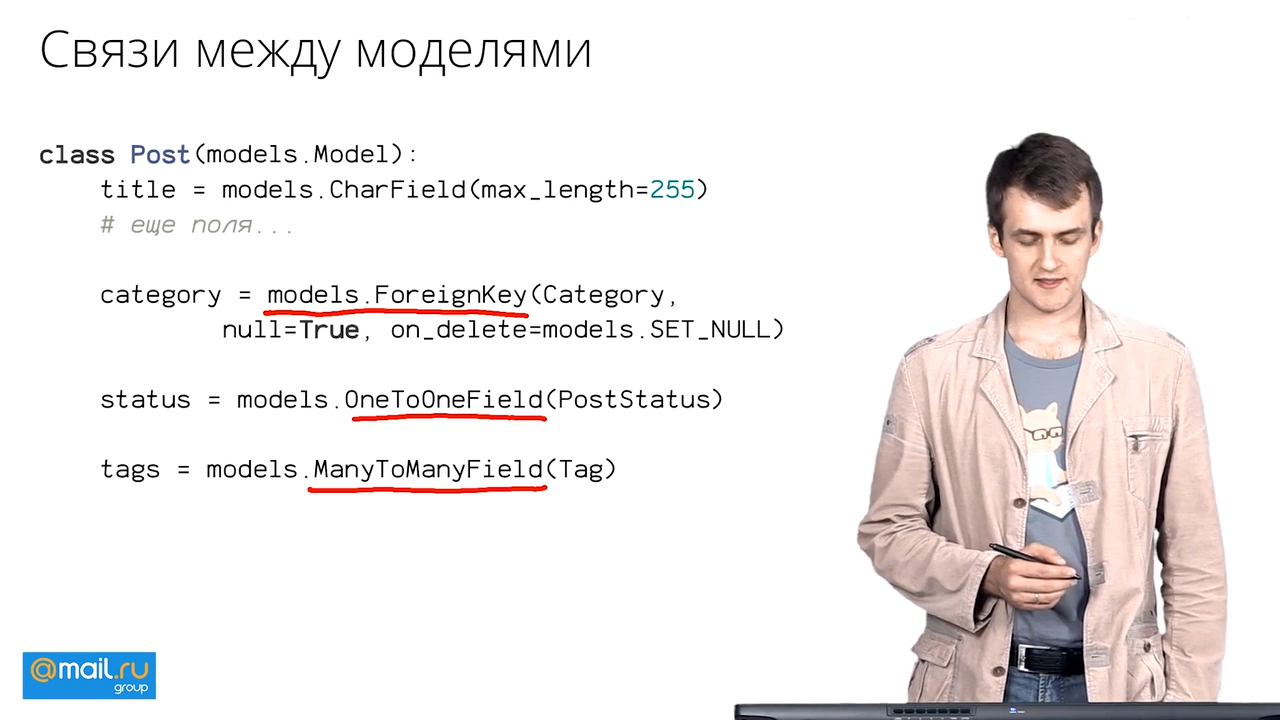 Связи между моделями
class Post(models.Model):
title = models.CharField(max_length=255)
# еще поля...
category = models.ForeignKey(Category,
null=True, on_delete=models.SET_NULL)
status = models.OneToOneField(PostStatus)
tags = models.ManyToManyField(Tag)
@mail.ru
group